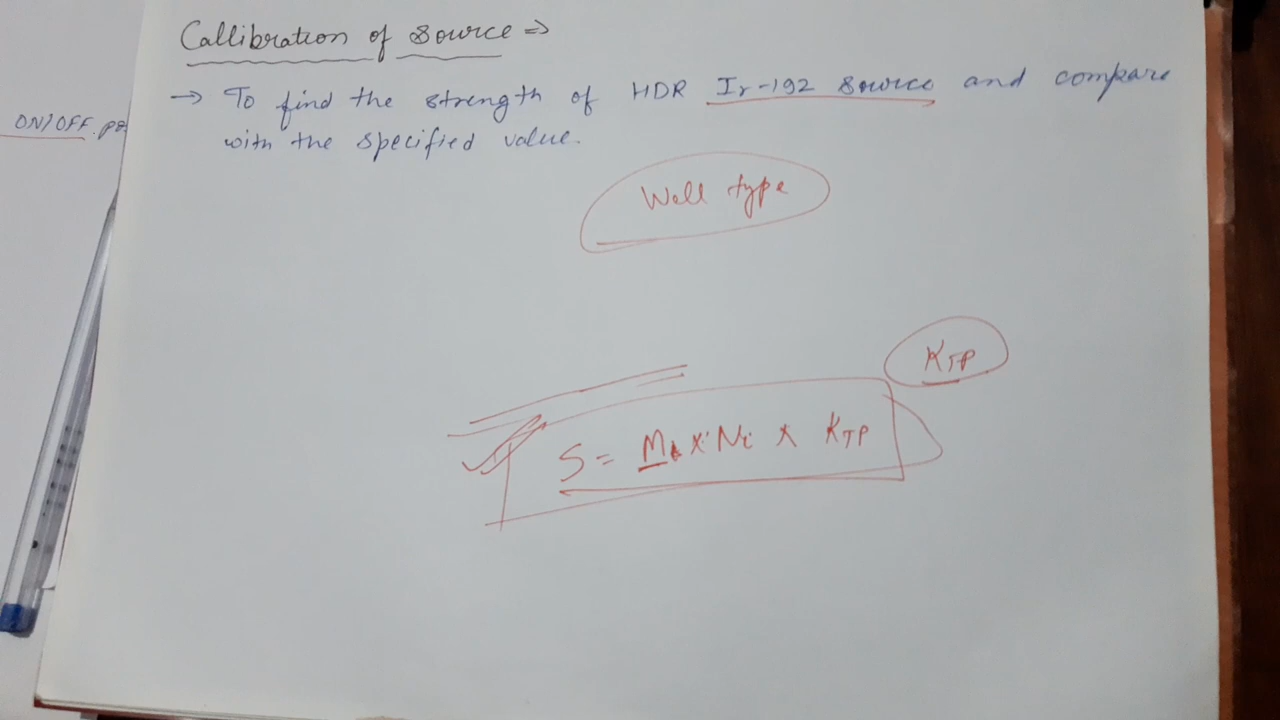 Callibration of Source ⇒
→ To find the strength of HDR Ir-192 Source and compare
with the specified value.
ON/OFF.
Well type
KTP
S = M × Ni × KTP